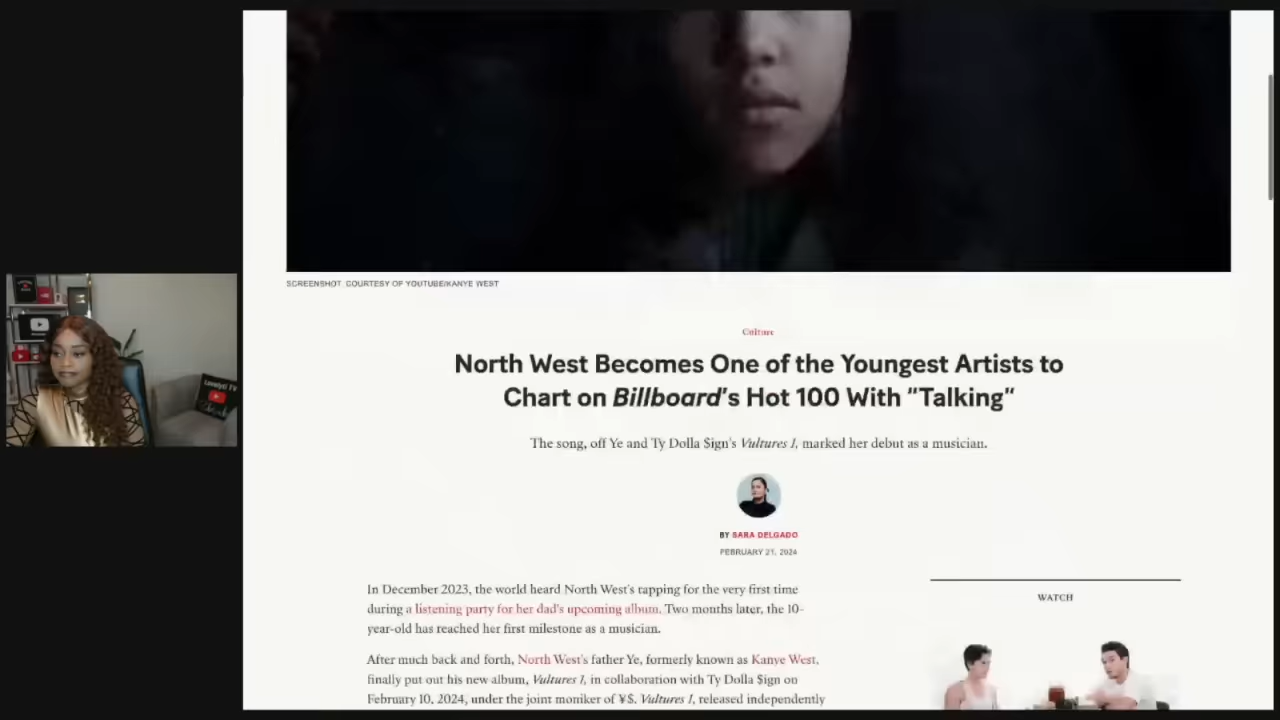 SCREENSHOT COURTESY OF YOUTUBE/KANYE WEST
Culture
North West Becomes One of the Youngest Artists to
Chart on Billboard's Hot 100 With "Talking"
The song, off Ye and Ty Dolla $ign's Vultures 1, marked her debut as a musician.
BY SARA DELGADO
FEBRUARY 21, 2024
In December 2023, the world heard North West's rapping for the very first time
during a listening party for her dad's upcoming album. Two months later, the 10-
year-old has reached her first milestone as a musician.
After much back and forth, North West's father Ye, formerly known as Kanye West,
finally put out his new album, Vultures 1, in collaboration with Ty Dolla $ign on
February 10, 2024, under the joint moniker of ¥$. Vultures 1, released independently
WATCH